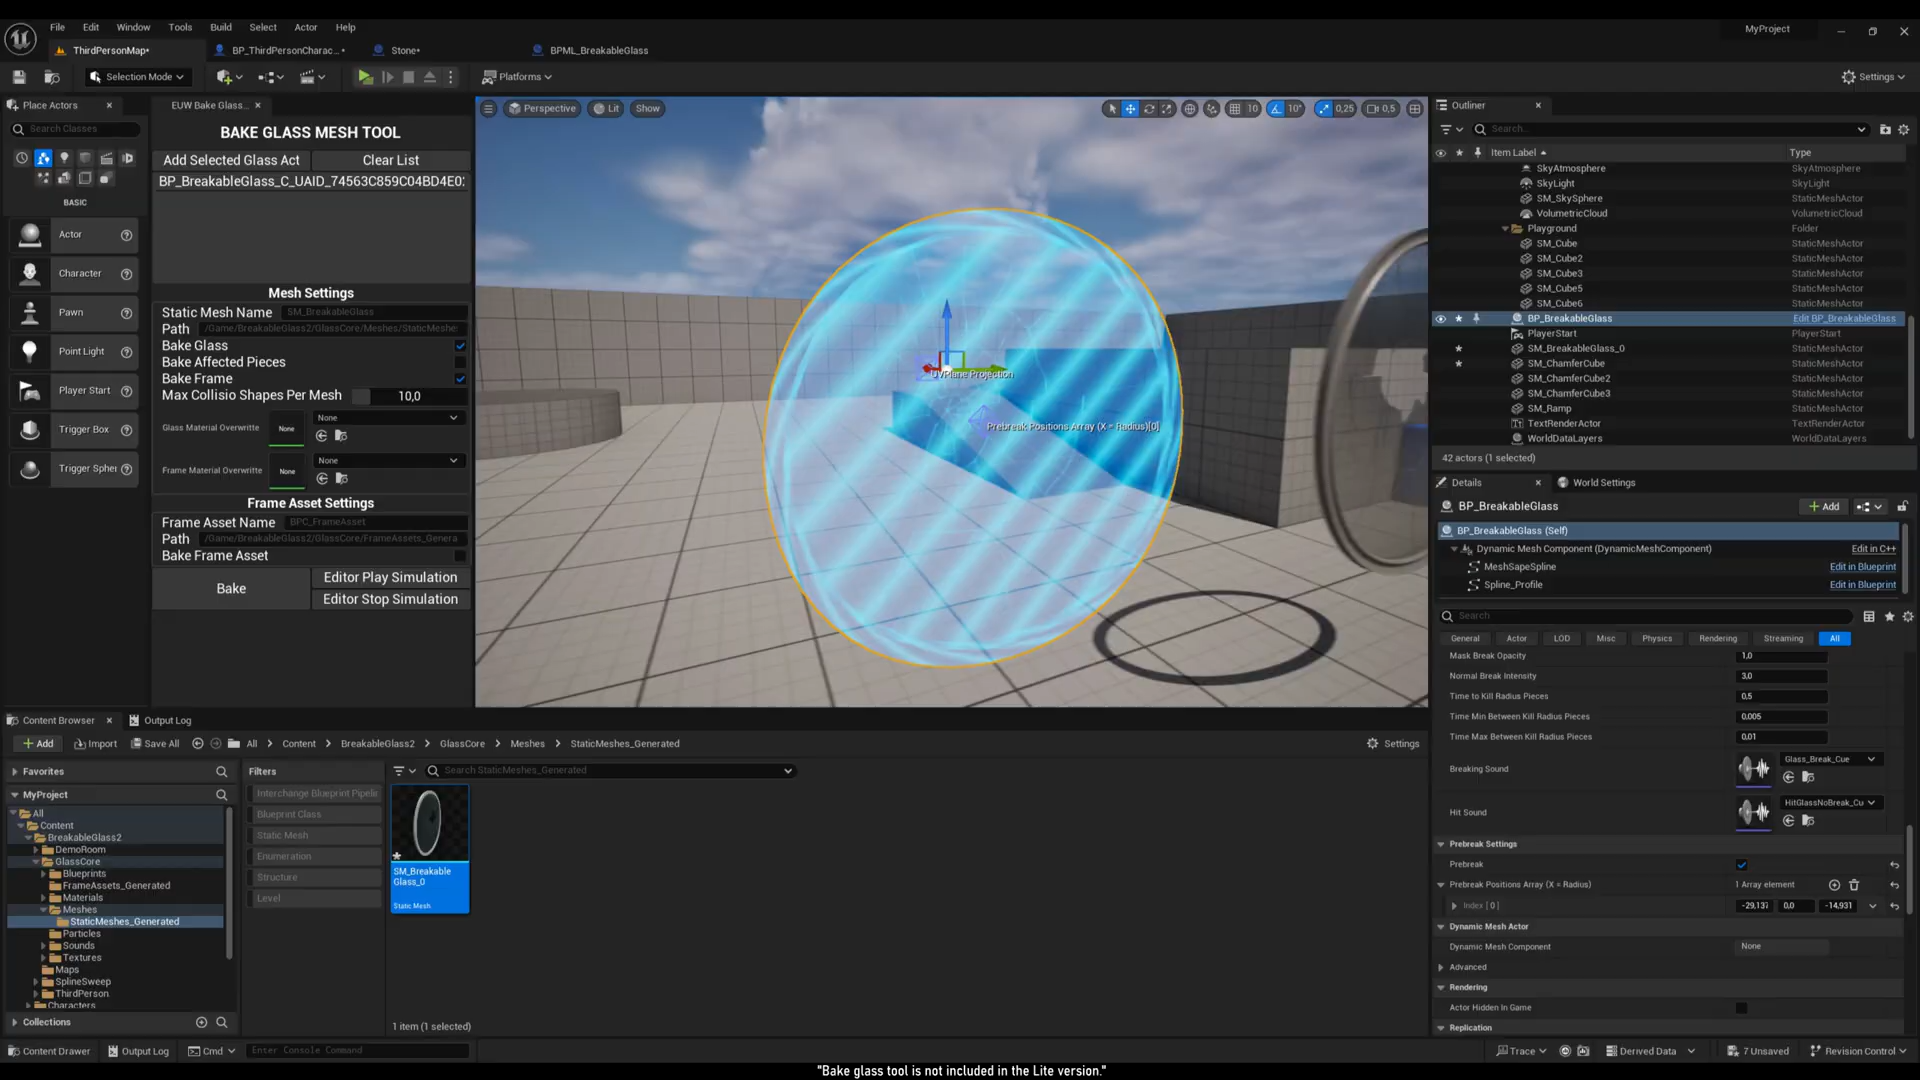 File Edit Window Tools Build Select Actor Help
MyProject
ThirdPersonMap*
BP_ThirdPersonCharac...*
Stone*
BPML_BreakableGlass
Selection Mode
Platforms
Settings
Place Actors
Search Classes
BASIC
Actor
Character
Pawn
Point Light
Player Start
Trigger Box
Trigger Spher
EUW Bake Glass...
BAKE GLASS MESH TOOL
Add Selected Glass Act
Clear List
BP_BreakableGlass_C_UAID_74563C859C04BD4E0:
Mesh Settings
Static Mesh Name SM_BreakableGlass
Path /Game/BreakableGlass2/GlassCore/Meshes/StaticMeshes
Bake Glass
Bake Affected Pieces
Bake Frame
Max Collisio Shapes Per Mesh 10,0
Glass Material Overwritte None None
Frame Material Overwritte None None
Frame Asset Settings
Frame Asset Name BPC_FrameAsset
Path /Game/BreakableGlass2/GlassCore/FrameAssets_Genera
Bake Frame Asset
Bake
Editor Play Simulation
Editor Stop Simulation
Perspective Lit Show
10 10° 0,25 0,5
UVPlane Projection
Prebreak Positions Array (X = Radius)[0]
Outliner
Search...
Item Label Type
SkyAtmosphere SkyAtmosphere
SkyLight SkyLight
SM_SkySphere StaticMeshActor
VolumetricCloud VolumetricCloud
Playground Folder
SM_Cube StaticMeshActor
SM_Cube2 StaticMeshActor
SM_Cube3 StaticMeshActor
SM_Cube5 StaticMeshActor
SM_Cube6 StaticMeshActor
BP_BreakableGlass Edit BP_BreakableGlass
PlayerStart PlayerStart
SM_BreakableGlass_0 StaticMeshActor
SM_ChamferCube StaticMeshActor
SM_ChamferCube2 StaticMeshActor
SM_ChamferCube3 StaticMeshActor
SM_Ramp StaticMeshActor
TextRenderActor TextRenderActor
WorldDataLayers WorldDataLayers
42 actors (1 selected)
Details
World Settings
BP_BreakableGlass
Add
BP_BreakableGlass (Self)
Dynamic Mesh Component (DynamicMeshComponent) Edit in C++
MeshSapeSpline Edit in Blueprint
Spline_Profile Edit in Blueprint
Search
General Actor LOD Misc Physics Rendering Streaming All
Mask Break Opacity 1,0
Normal Break Intensity 3,0
Time to Kill Radius Pieces 0,5
Time Min Between Kill Radius Pieces 0,005
Time Max Between Kill Radius Pieces 0,01
Breaking Sound Glass_Break_Cue
Hit Sound HitGlassNoBreak_Cu
Prebreak Settings
Prebreak
Prebreak Positions Array (X = Radius) 1 Array element
Index [ 0 ] -29,137 0,0 -14,931
Dynamic Mesh Actor
Dynamic Mesh Component None
Advanced
Rendering
Actor Hidden In Game
Replication
Content Browser
Output Log
Add Import Save All All Content BreakableGlass2 GlassCore Meshes StaticMeshes_Generated
Settings
Favorites
MyProject
All
Content
BreakableGlass2
DemoRoom
GlassCore
Blueprints
FrameAssets_Generated
Materials
Meshes
StaticMeshes_Generated
Particles
Sounds
Textures
Maps
SplineSweep
ThirdPerson
Characters
Collections
Filters
Interchange Blueprint Pipelin
Blueprint Class
Static Mesh
Enumeration
Structure
Level
Search StaticMeshes_Generated
SM_Breakable
Glass_0
Static Mesh
1 item (1 selected)
Content Drawer Output Log Cmd Enter Console Command
Trace Derived Data 7 Unsaved Revision Control
"Bake glass tool is not included in the Lite version."